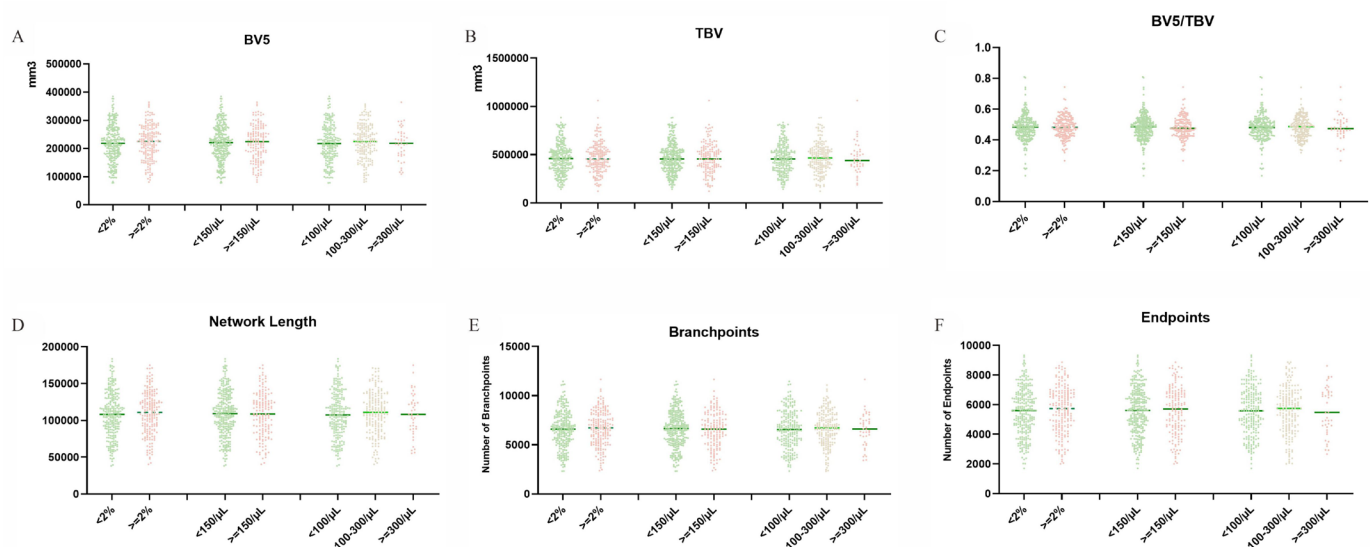 A
BV5
mm3
500000
400000
300000
200000
100000
0
<2%
>=2%
<150/µL
>=150/µL
<100/µL
100-300/µL
>=300/µL
B
TBV
mm3
1500000
1000000
500000
0
<2%
>=2%
<150/µL
>=150/µL
<100/µL
100-300/µL
>=300/µL
C
BV5/TBV
1.0
0.8
0.6
0.4
0.2
0.0
<2%
>=2%
<150/µL
>=150/µL
<100/µL
100-300/µL
>=300/µL
D
Network Length
200000
150000
100000
50000
0
<2%
>=2%
<150/µL
>=150/µL
<100/µL
100-300/µL
>=300/µL
E
Branchpoints
Number of Branchpoints
15000
10000
5000
0
<2%
>=2%
<150/µL
>=150/µL
<100/µL
100-300/µL
>=300/µL
F
Endpoints
Number of Endpoints
10000
8000
6000
4000
2000
0
<2%
>=2%
<150/µL
>=150/µL
<100/µL
100-300/µL
>=300/µL